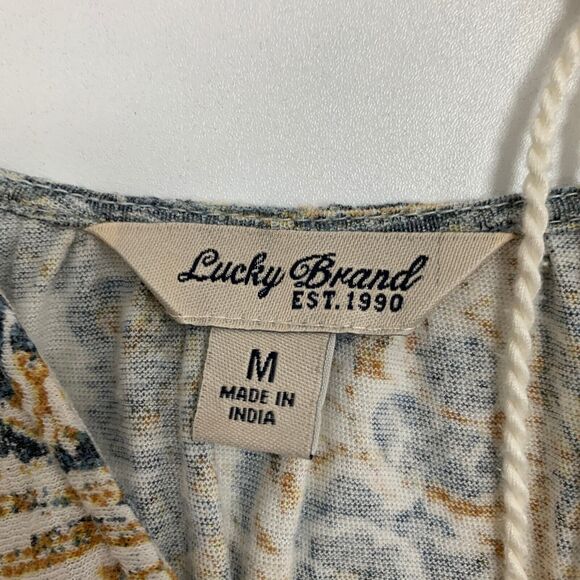 Lucky Brand
EST. 1990
M
MADE IN
INDIA